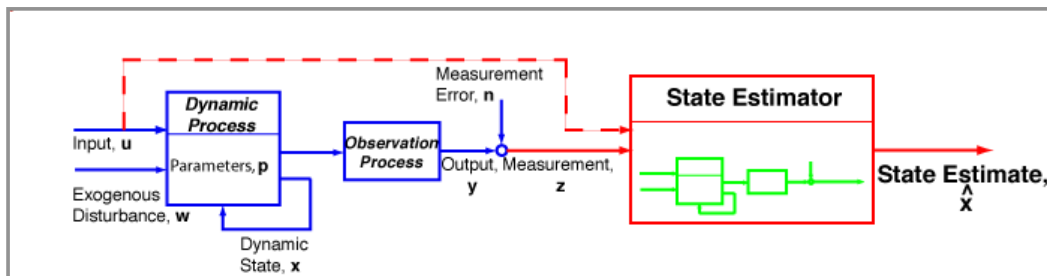 Measurement
Error, n
Dynamic
Process
State Estimator
Input, u
Parameters, p
Observation
Process
Output, Measurement,
y z
Exogenous
Disturbance, w
State Estimate,
x̂
Dynamic
State, x